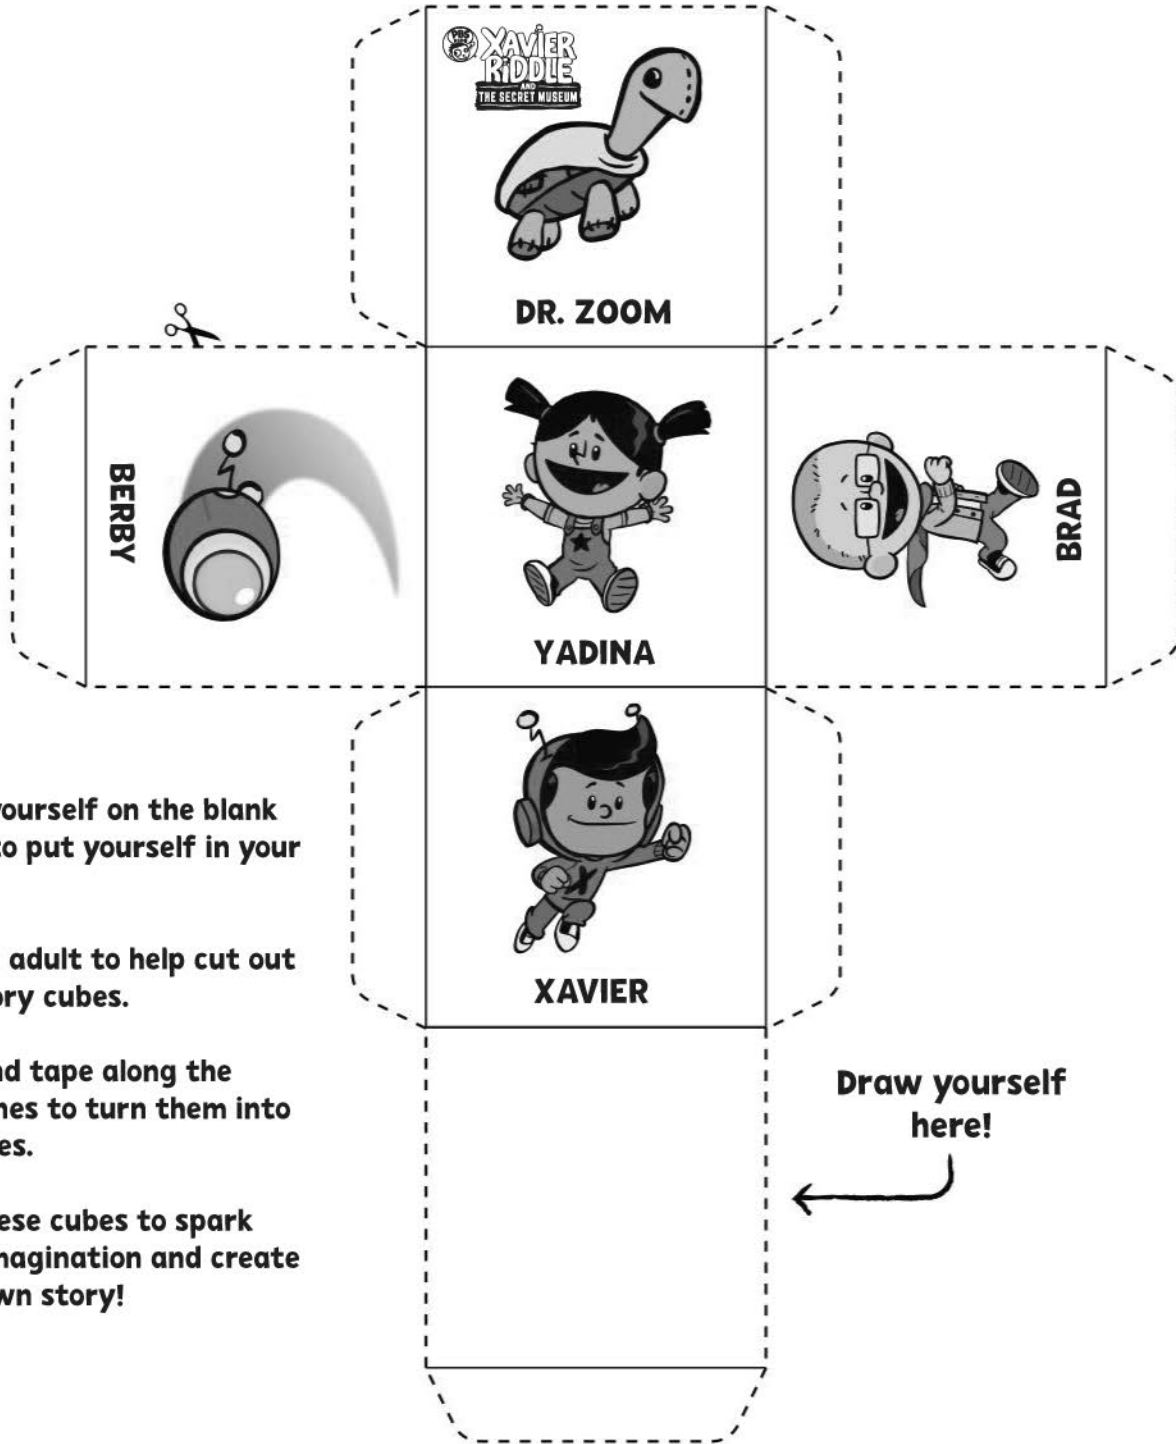 PBS
XAVIER
RiDDLE
AND
THE SECRET MUSEUM
DR. ZOOM
BERBY
YADINA
BRAD
XAVIER
yourself on the blank
to put yourself in your
adult to help cut out
ory cubes.
nd tape along the
nes to turn them into
es.
ese cubes to spark
magination and create
wn story!
Draw yourself
here!